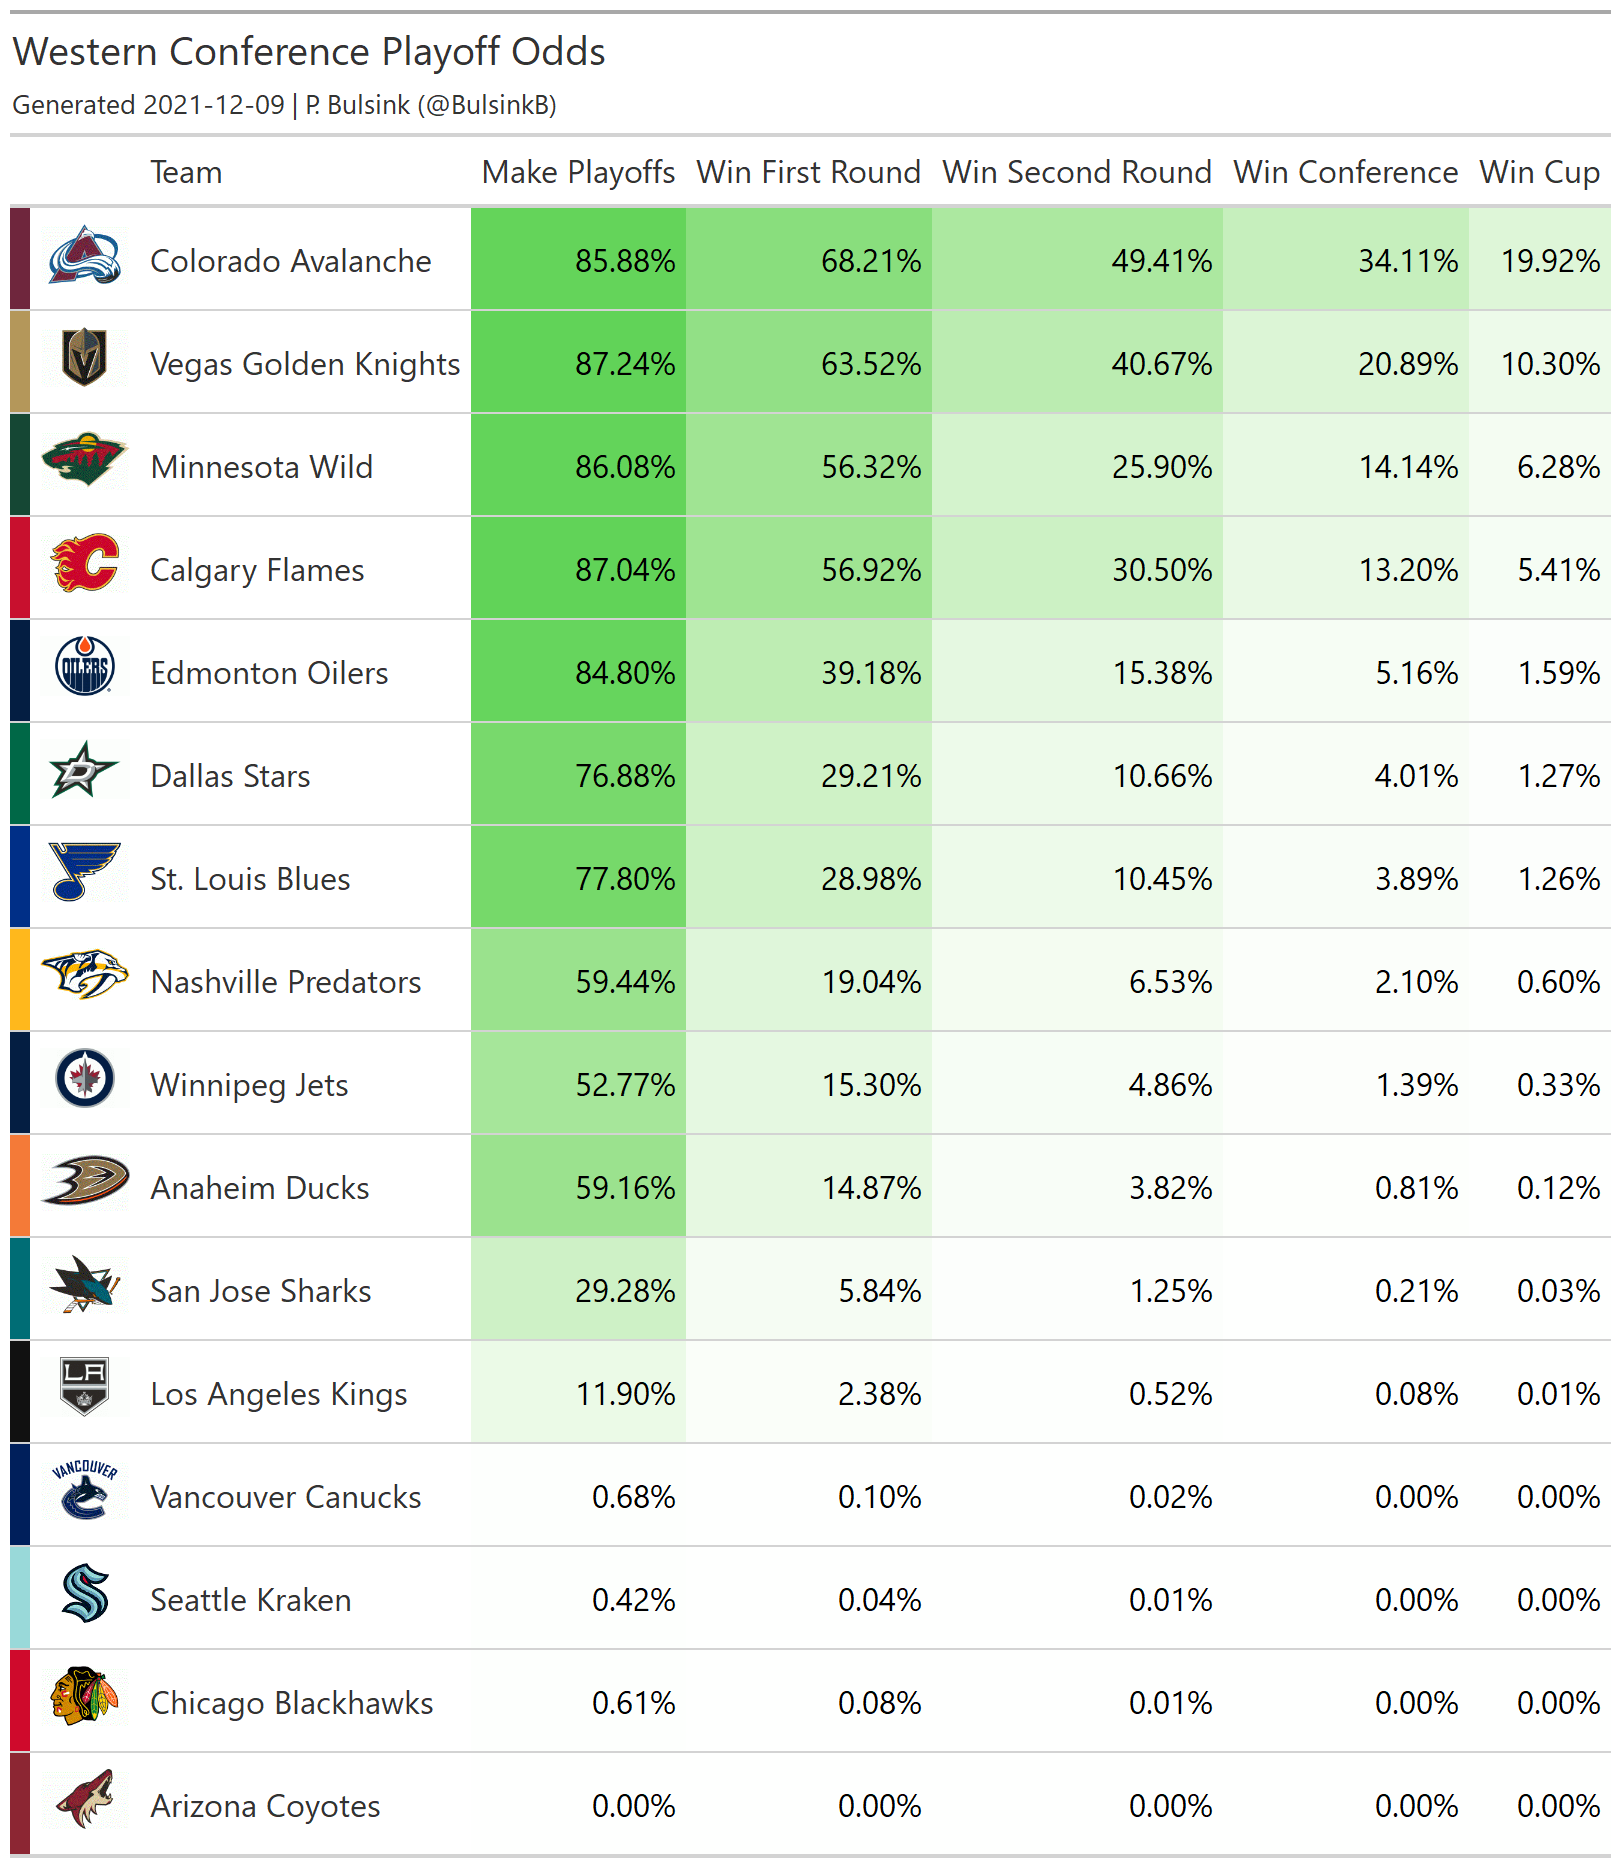 Western Conference Playoff Odds
Generated 2021-12-09 | P. Bulsink (@BulsinkB)
Team Make Playoffs Win First Round Win Second Round Win Conference Win Cup
Colorado Avalanche 85.88% 68.21% 49.41% 34.11% 19.92%
Vegas Golden Knights 87.24% 63.52% 40.67% 20.89% 10.30%
Minnesota Wild 86.08% 56.32% 25.90% 14.14% 6.28%
Calgary Flames 87.04% 56.92% 30.50% 13.20% 5.41%
OILERS
Edmonton Oilers 84.80% 39.18% 15.38% 5.16% 1.59%
Dallas Stars 76.88% 29.21% 10.66% 4.01% 1.27%
St. Louis Blues 77.80% 28.98% 10.45% 3.89% 1.26%
Nashville Predators 59.44% 19.04% 6.53% 2.10% 0.60%
Winnipeg Jets 52.77% 15.30% 4.86% 1.39% 0.33%
Anaheim Ducks 59.16% 14.87% 3.82% 0.81% 0.12%
San Jose Sharks 29.28% 5.84% 1.25% 0.21% 0.03%
LA
Los Angeles Kings 11.90% 2.38% 0.52% 0.08% 0.01%
VANCOUVER
Vancouver Canucks 0.68% 0.10% 0.02% 0.00% 0.00%
Seattle Kraken 0.42% 0.04% 0.01% 0.00% 0.00%
Chicago Blackhawks 0.61% 0.08% 0.01% 0.00% 0.00%
Arizona Coyotes 0.00% 0.00% 0.00% 0.00% 0.00%